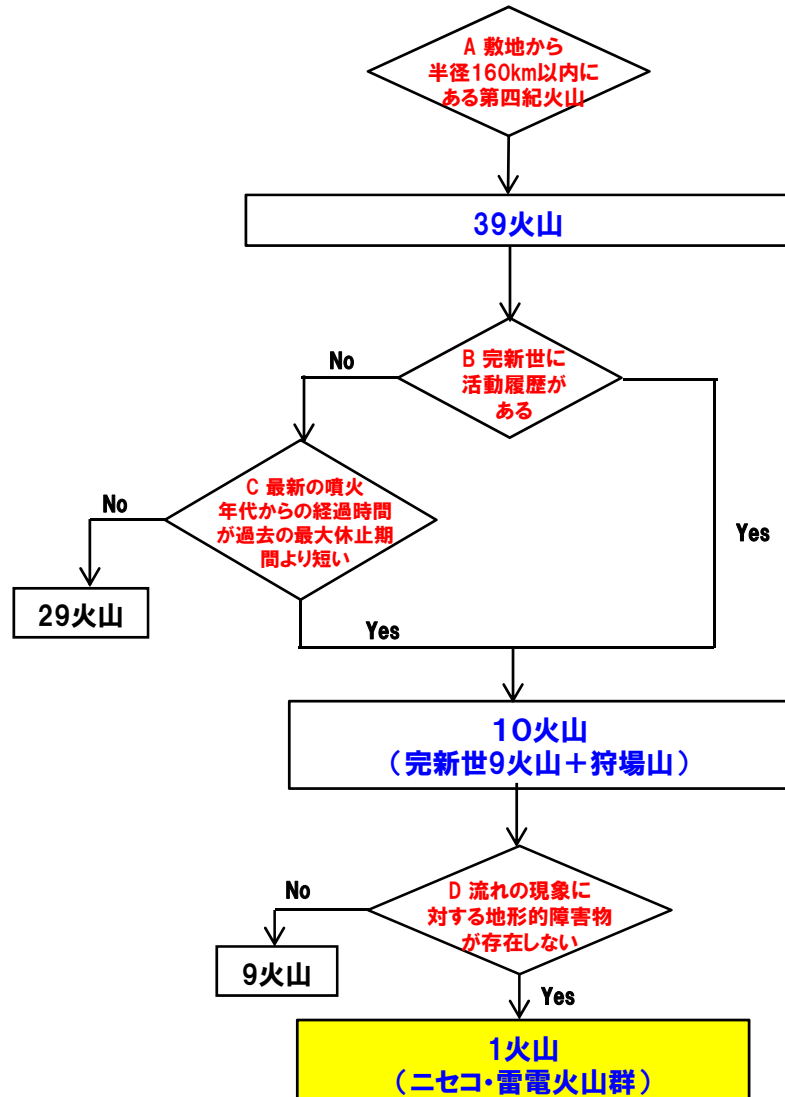 A 敷地から
半径160km以内に
ある第四紀火山
39火山
No
B 完新世に
活動履歴が
ある
C 最新の噴火
年代からの経過時間
が過去の最大休止期
間より短い
No
Yes
29火山
Yes
10火山
（完新世9火山＋狩場山）
D 流れの現象に
対する地形的障害物
が存在しない
No
9火山
Yes
1火山
（ニセコ・雷電火山群）